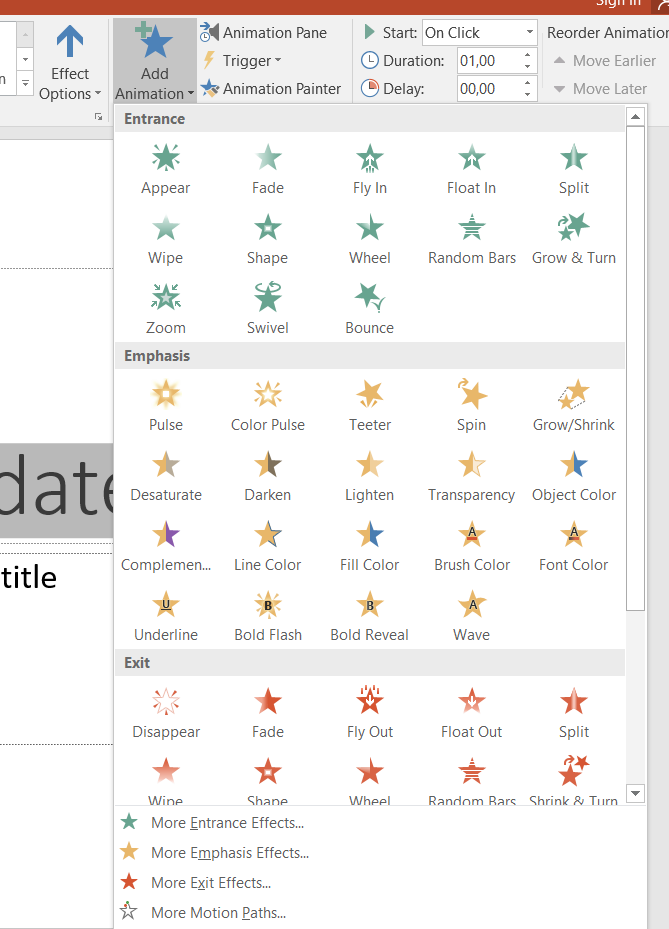 Sign in
Effect
Options
Add
Animation
Animation Pane
Trigger
Animation Painter
Start: On Click
Duration: 01,00
Delay: 00,00
Reorder Animation
Move Earlier
Move Later
Entrance
Appear Fade Fly In Float In Split
Wipe Shape Wheel Random Bars Grow & Turn
Zoom Swivel Bounce
Emphasis
Pulse Color Pulse Teeter Spin Grow/Shrink
Desaturate Darken Lighten Transparency Object Color
Complemen... Line Color Fill Color Brush Color Font Color
Underline Bold Flash Bold Reveal Wave
Exit
Disappear Fade Fly Out Float Out Split
Wipe Shape Wheel Random Bars Shrink & Turn
More Entrance Effects...
More Emphasis Effects...
More Exit Effects...
More Motion Paths...
date
title